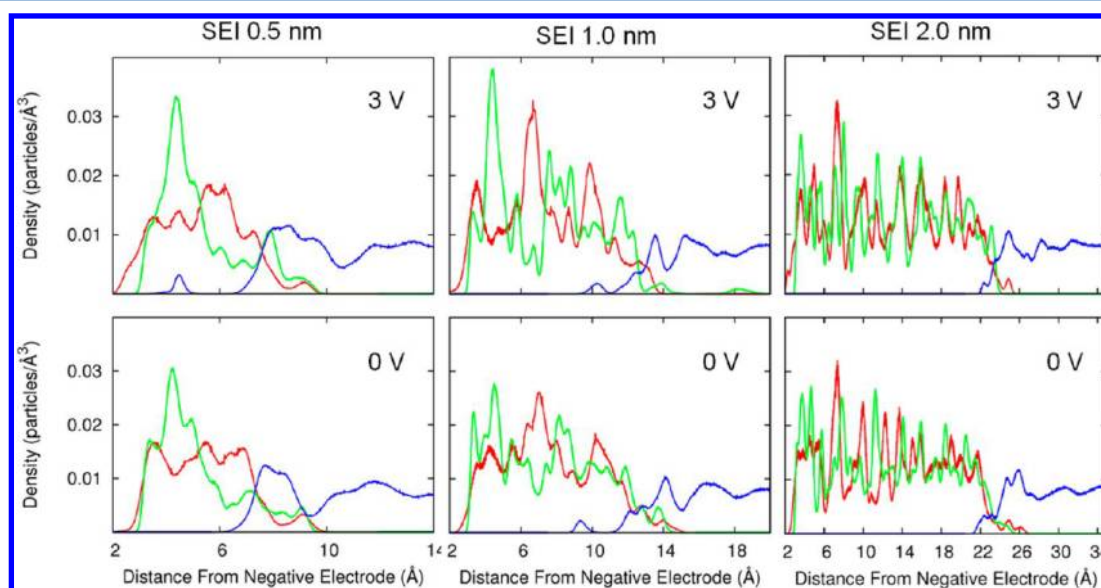 SEI 0.5 nm
SEI 1.0 nm
SEI 2.0 nm
3 V
3 V
3 V
Density (particles/Å³)
0.03
0.02
0.01
0 V
0 V
0 V
Density (particles/Å³)
0.03
0.02
0.01
2 6 10 14
2 6 10 14 18
2 6 10 14 18 22 26 30 34
Distance From Negative Electrode (Å)
Distance From Negative Electrode (Å)
Distance From Negative Electrode (Å)